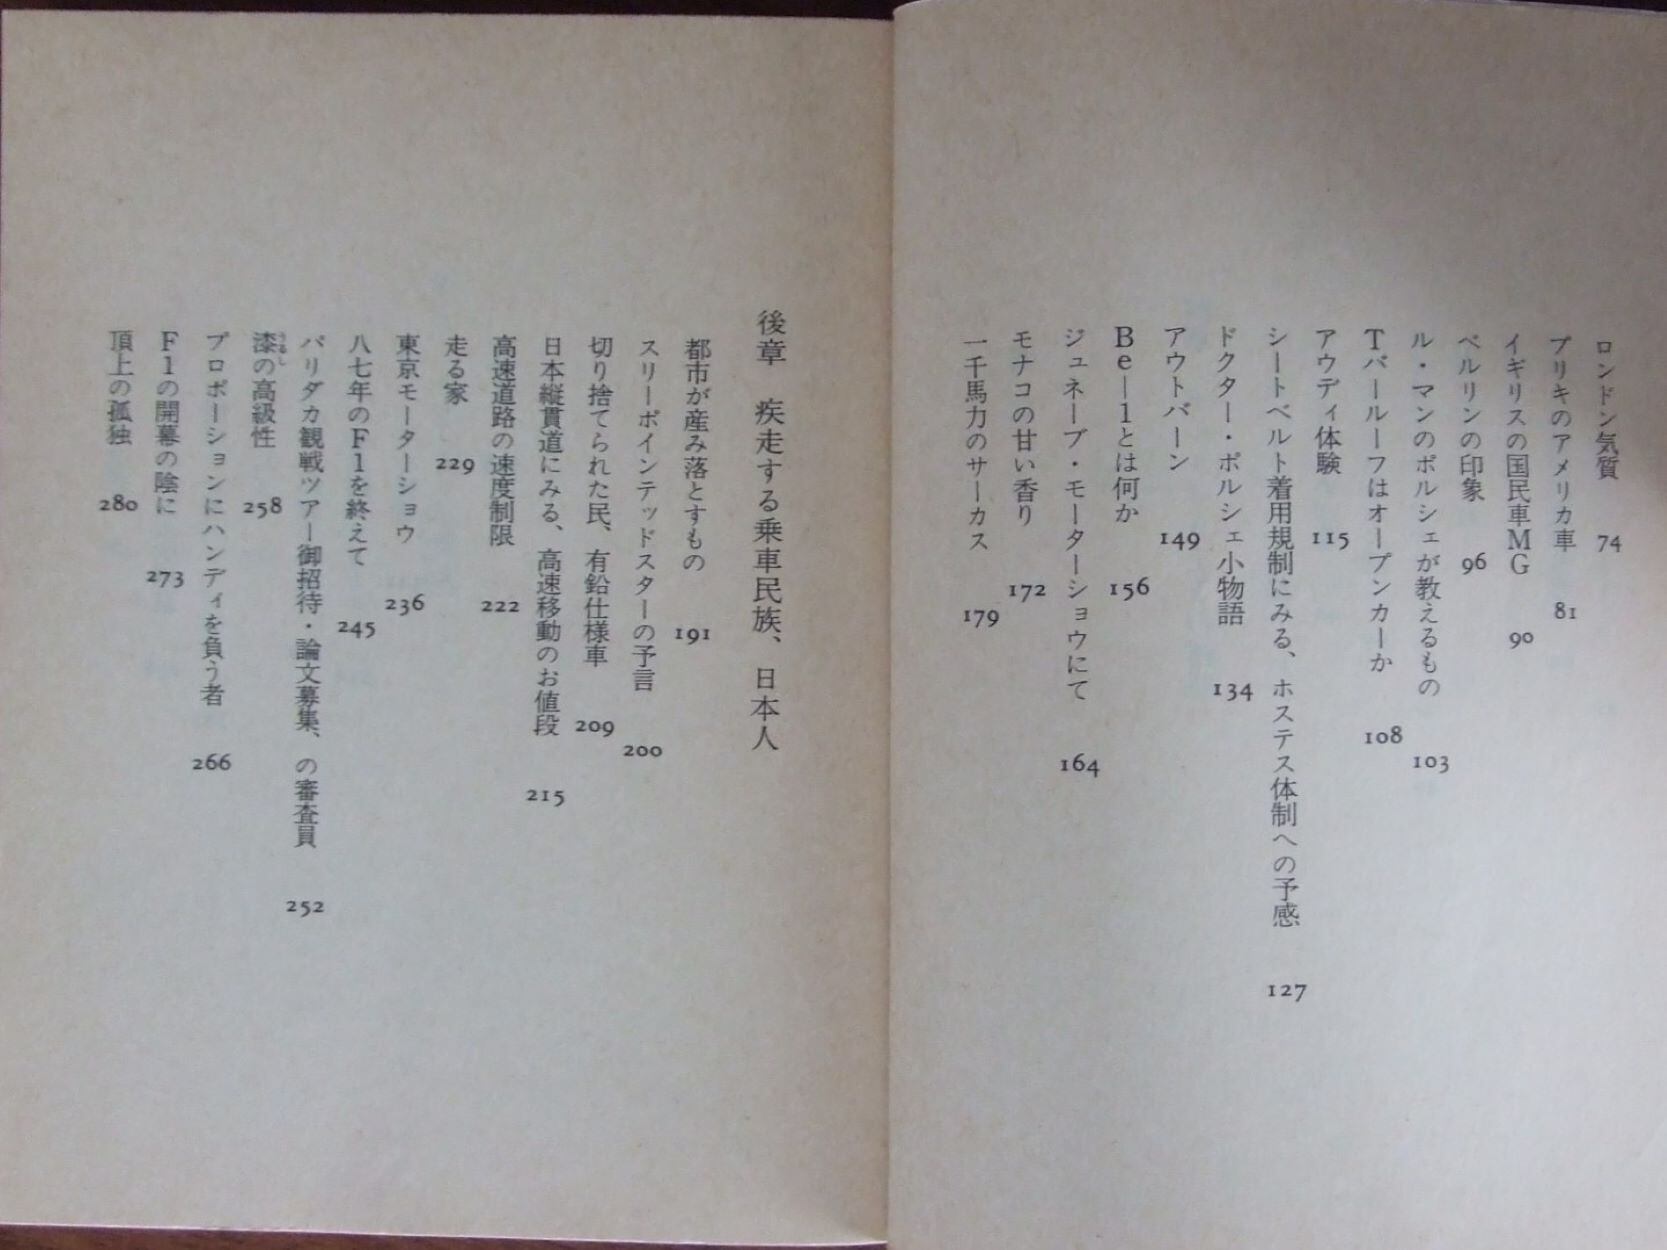 ロンドン気質 74
ブリキのアメリカ車 81
イギリスの国民車MG 90
ベルリンの印象 96
ル・マンのポルシェが教えるもの 103
Tバールーフはオープンカーか 108
アウディ体験 115
シートベルト着用規制にみる、ホステス体制への予感 127
ドクター・ポルシェ小物語 134
アウトバーン 149
Be—1とは何か 156
ジュネーブ・モーターショウにて 164
モナコの甘い香り 172
一千馬力のサーカス 179
後章 疾走する乗車民族、日本人
都市が産み落とすもの 191
スリーポインテッドスターの予言 200
切り捨てられた民、有鉛仕様車 209
日本縦貫道にみる、高速移動のお値段 215
高速道路の速度制限 222
走る家 229
東京モーターショウ 236
八七年のF1を終えて 245
パリダカ観戦ツアー御招待・論文募集、の審査員 252
漆の高級性 258
うるし
プロポーションにハンディを負う者 266
F1の開幕の陰に 273
頂上の孤独 280